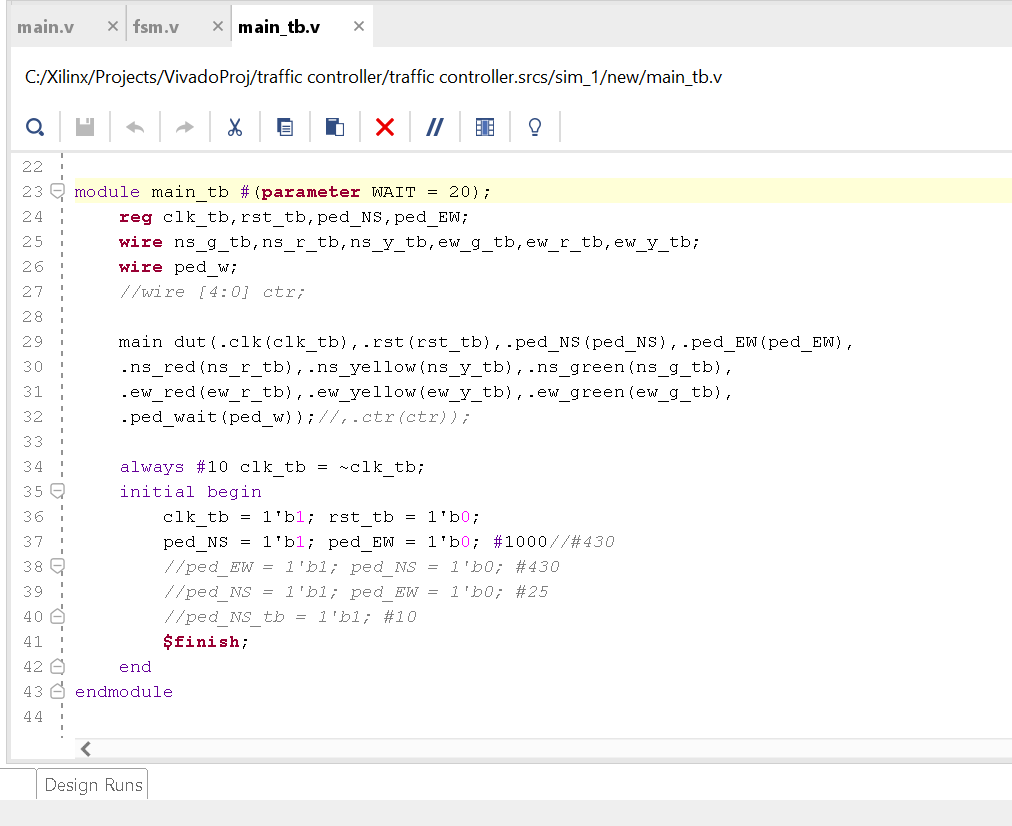 main.v × fsm.v × main_tb.v ×
C:/Xilinx/Projects/VivadoProj/traffic controller/traffic controller.srcs/sim_1/new/main_tb.v
22
23 module main_tb #(parameter WAIT = 20);
24 reg clk_tb,rst_tb,ped_NS,ped_EW;
25 wire ns_g_tb,ns_r_tb,ns_y_tb,ew_g_tb,ew_r_tb,ew_y_tb;
26 wire ped_w;
27 //wire [4:0] ctr;
28
29 main dut(.clk(clk_tb),.rst(rst_tb),.ped_NS(ped_NS),.ped_EW(ped_EW),
30 .ns_red(ns_r_tb),.ns_yellow(ns_y_tb),.ns_green(ns_g_tb),
31 .ew_red(ew_r_tb),.ew_yellow(ew_y_tb),.ew_green(ew_g_tb),
32 .ped_wait(ped_w));//,.ctr(ctr));
33
34 always #10 clk_tb = ~clk_tb;
35 initial begin
36 clk_tb = 1'b1; rst_tb = 1'b0;
37 ped_NS = 1'b1; ped_EW = 1'b0; #1000//#430
38 //ped_EW = 1'b1; ped_NS = 1'b0; #430
39 //ped_NS = 1'b1; ped_EW = 1'b0; #25
40 //ped_NS_tb = 1'b1; #10
41 $finish;
42 end
43 endmodule
44
Design Runs